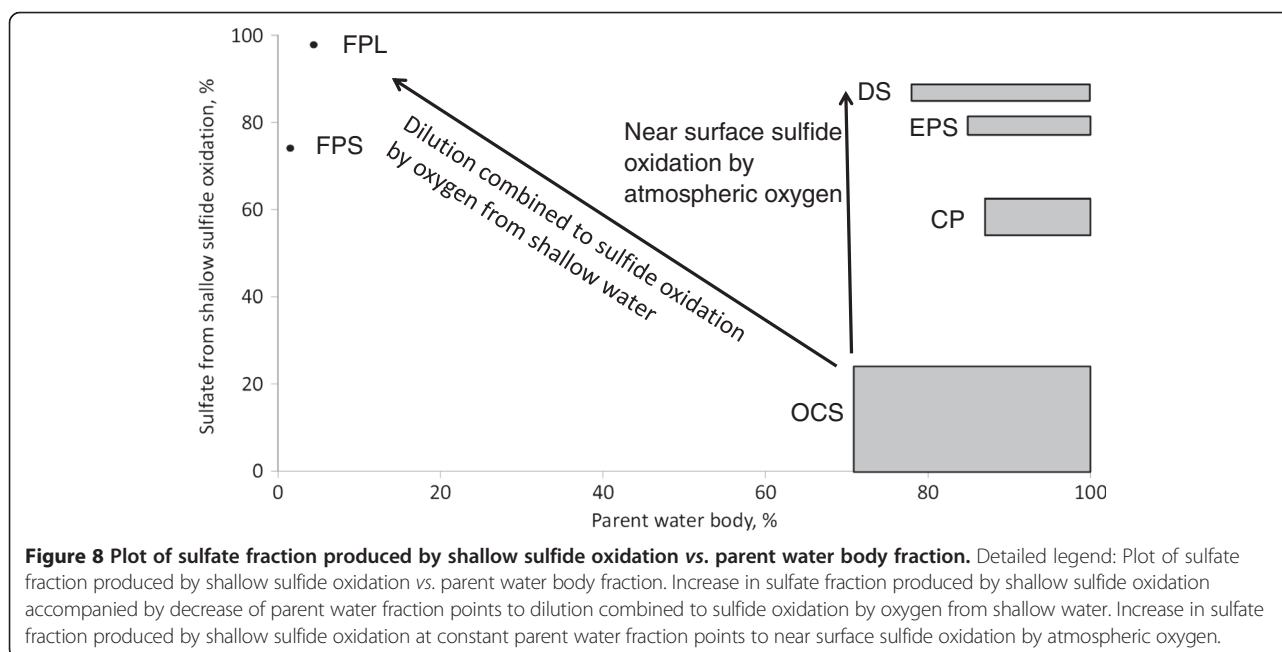 100
80
60
40
20
0
Sulfate from shallow sulfide oxidation, %
FPL
FPS
Dilution combined to sulfide oxidation
by oxygen from shallow water
Near surface sulfide
oxidation by
atmospheric oxygen
DS
EPS
CP
OCS
0 20 40 60 80 100
Parent water body, %
Figure 8 Plot of sulfate fraction produced by shallow sulfide oxidation vs. parent water body fraction. Detailed legend: Plot of sulfate
fraction produced by shallow sulfide oxidation vs. parent water body fraction. Increase in sulfate fraction produced by shallow sulfide oxidation
accompanied by decrease of parent water fraction points to dilution combined to sulfide oxidation by oxygen from shallow water. Increase in sulfate
fraction produced by shallow sulfide oxidation at constant parent water fraction points to near surface sulfide oxidation by atmospheric oxygen.